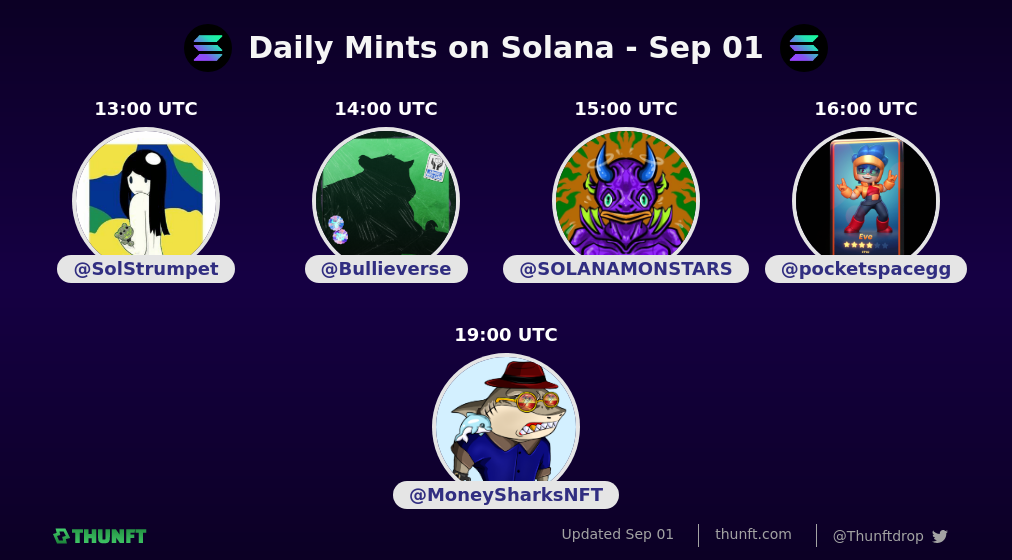 Daily Mints on Solana - Sep 01
13:00 UTC
14:00 UTC
15:00 UTC
16:00 UTC
Eve
@SolStrumpet
@Bullieverse
@SOLANAMONSTARS
@pocketspacegg
19:00 UTC
@MoneySharksNFT
THUNFT
Updated Sep 01
thunft.com
@Thunftdrop